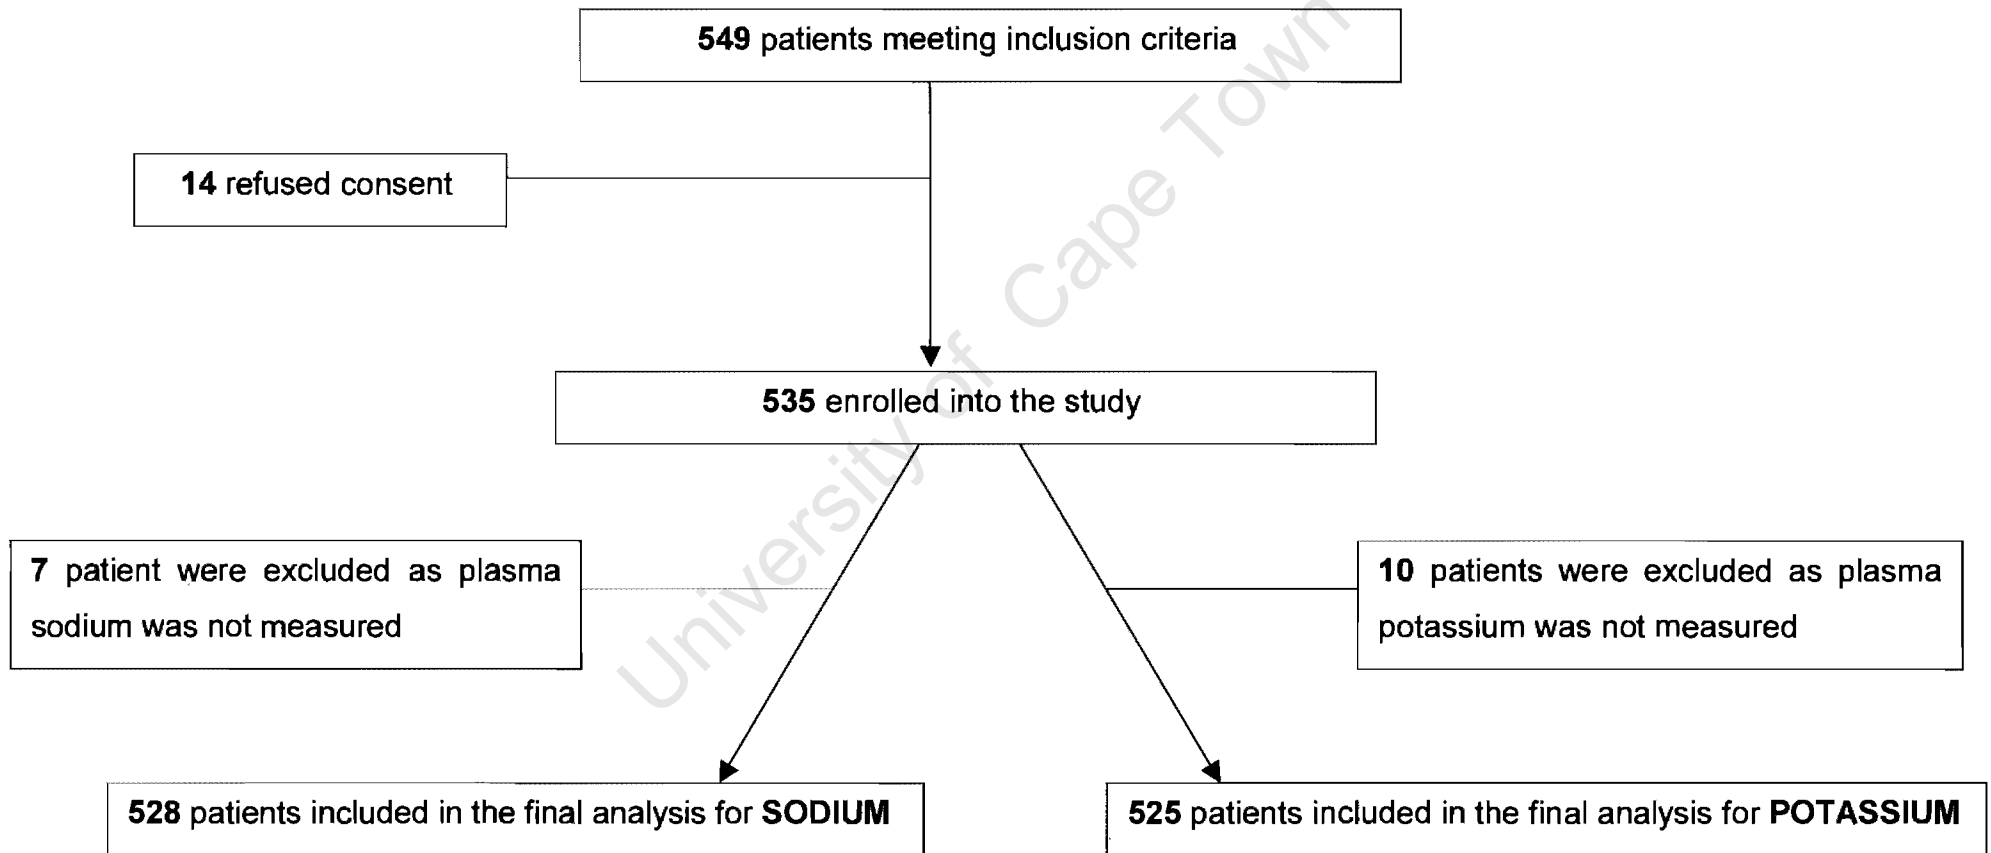 549 patients meeting inclusion criteria
14 refused consent
535 enrolled into the study
7 patient were excluded as plasma
sodium was not measured
10 patients were excluded as plasma
potassium was not measured
528 patients included in the final analysis for SODIUM
525 patients included in the final analysis for POTASSIUM
University of Cape Town